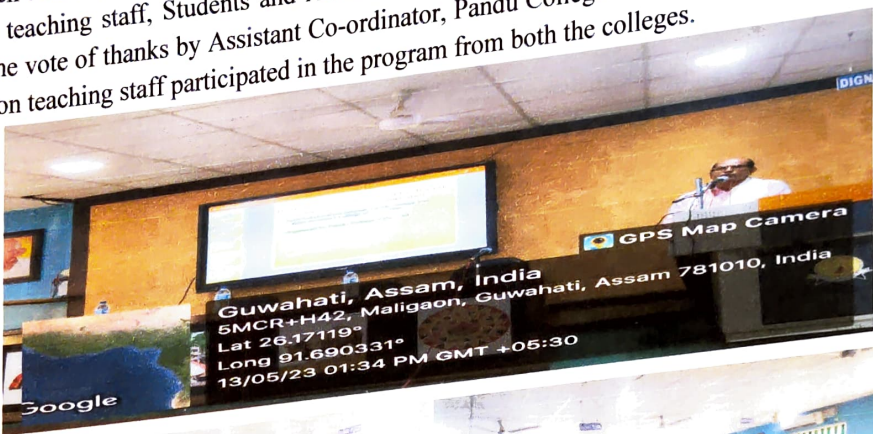 teaching staff, Students
he vote of thanks by Assistant Co-ordinator, Pandu
on teaching staff participated in the program from both the colleges.
DIGN
GPS Map Camera
Guwahati, Assam, India
5MCR+H42, Maligaon, Guwahati, Assam 781010, India
Lat 26.17119°
Long 91.690331°
13/05/23 01:34 PM GMT +05:30
Google